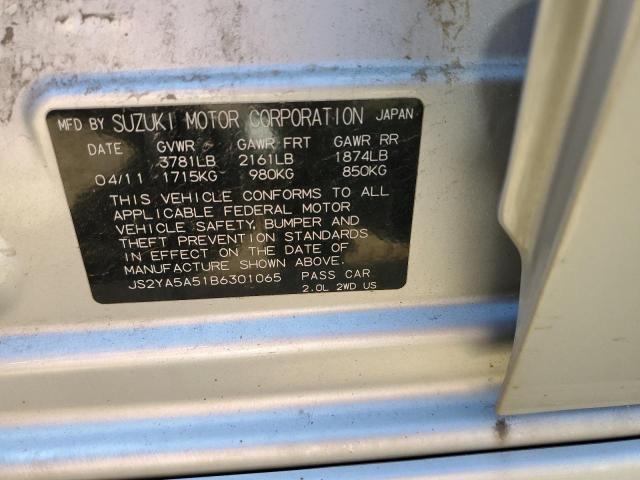 MFD BY SUZUKI MOTOR CORPORATION JAPAN
DATE GVWR GAWR FRT GAWR RR
3781LB 2161LB 1874LB
04/11 1715KG 980KG 850KG
THIS VEHICLE CONFORMS TO ALL
APPLICABLE FEDERAL MOTOR
VEHICLE SAFETY, BUMPER AND
THEFT PREVENTION STANDARDS
IN EFFECT ON THE DATE OF
MANUFACTURE SHOWN ABOVE.
JS2YA5A51B6301065 PASS CAR
2.0L 2WD US